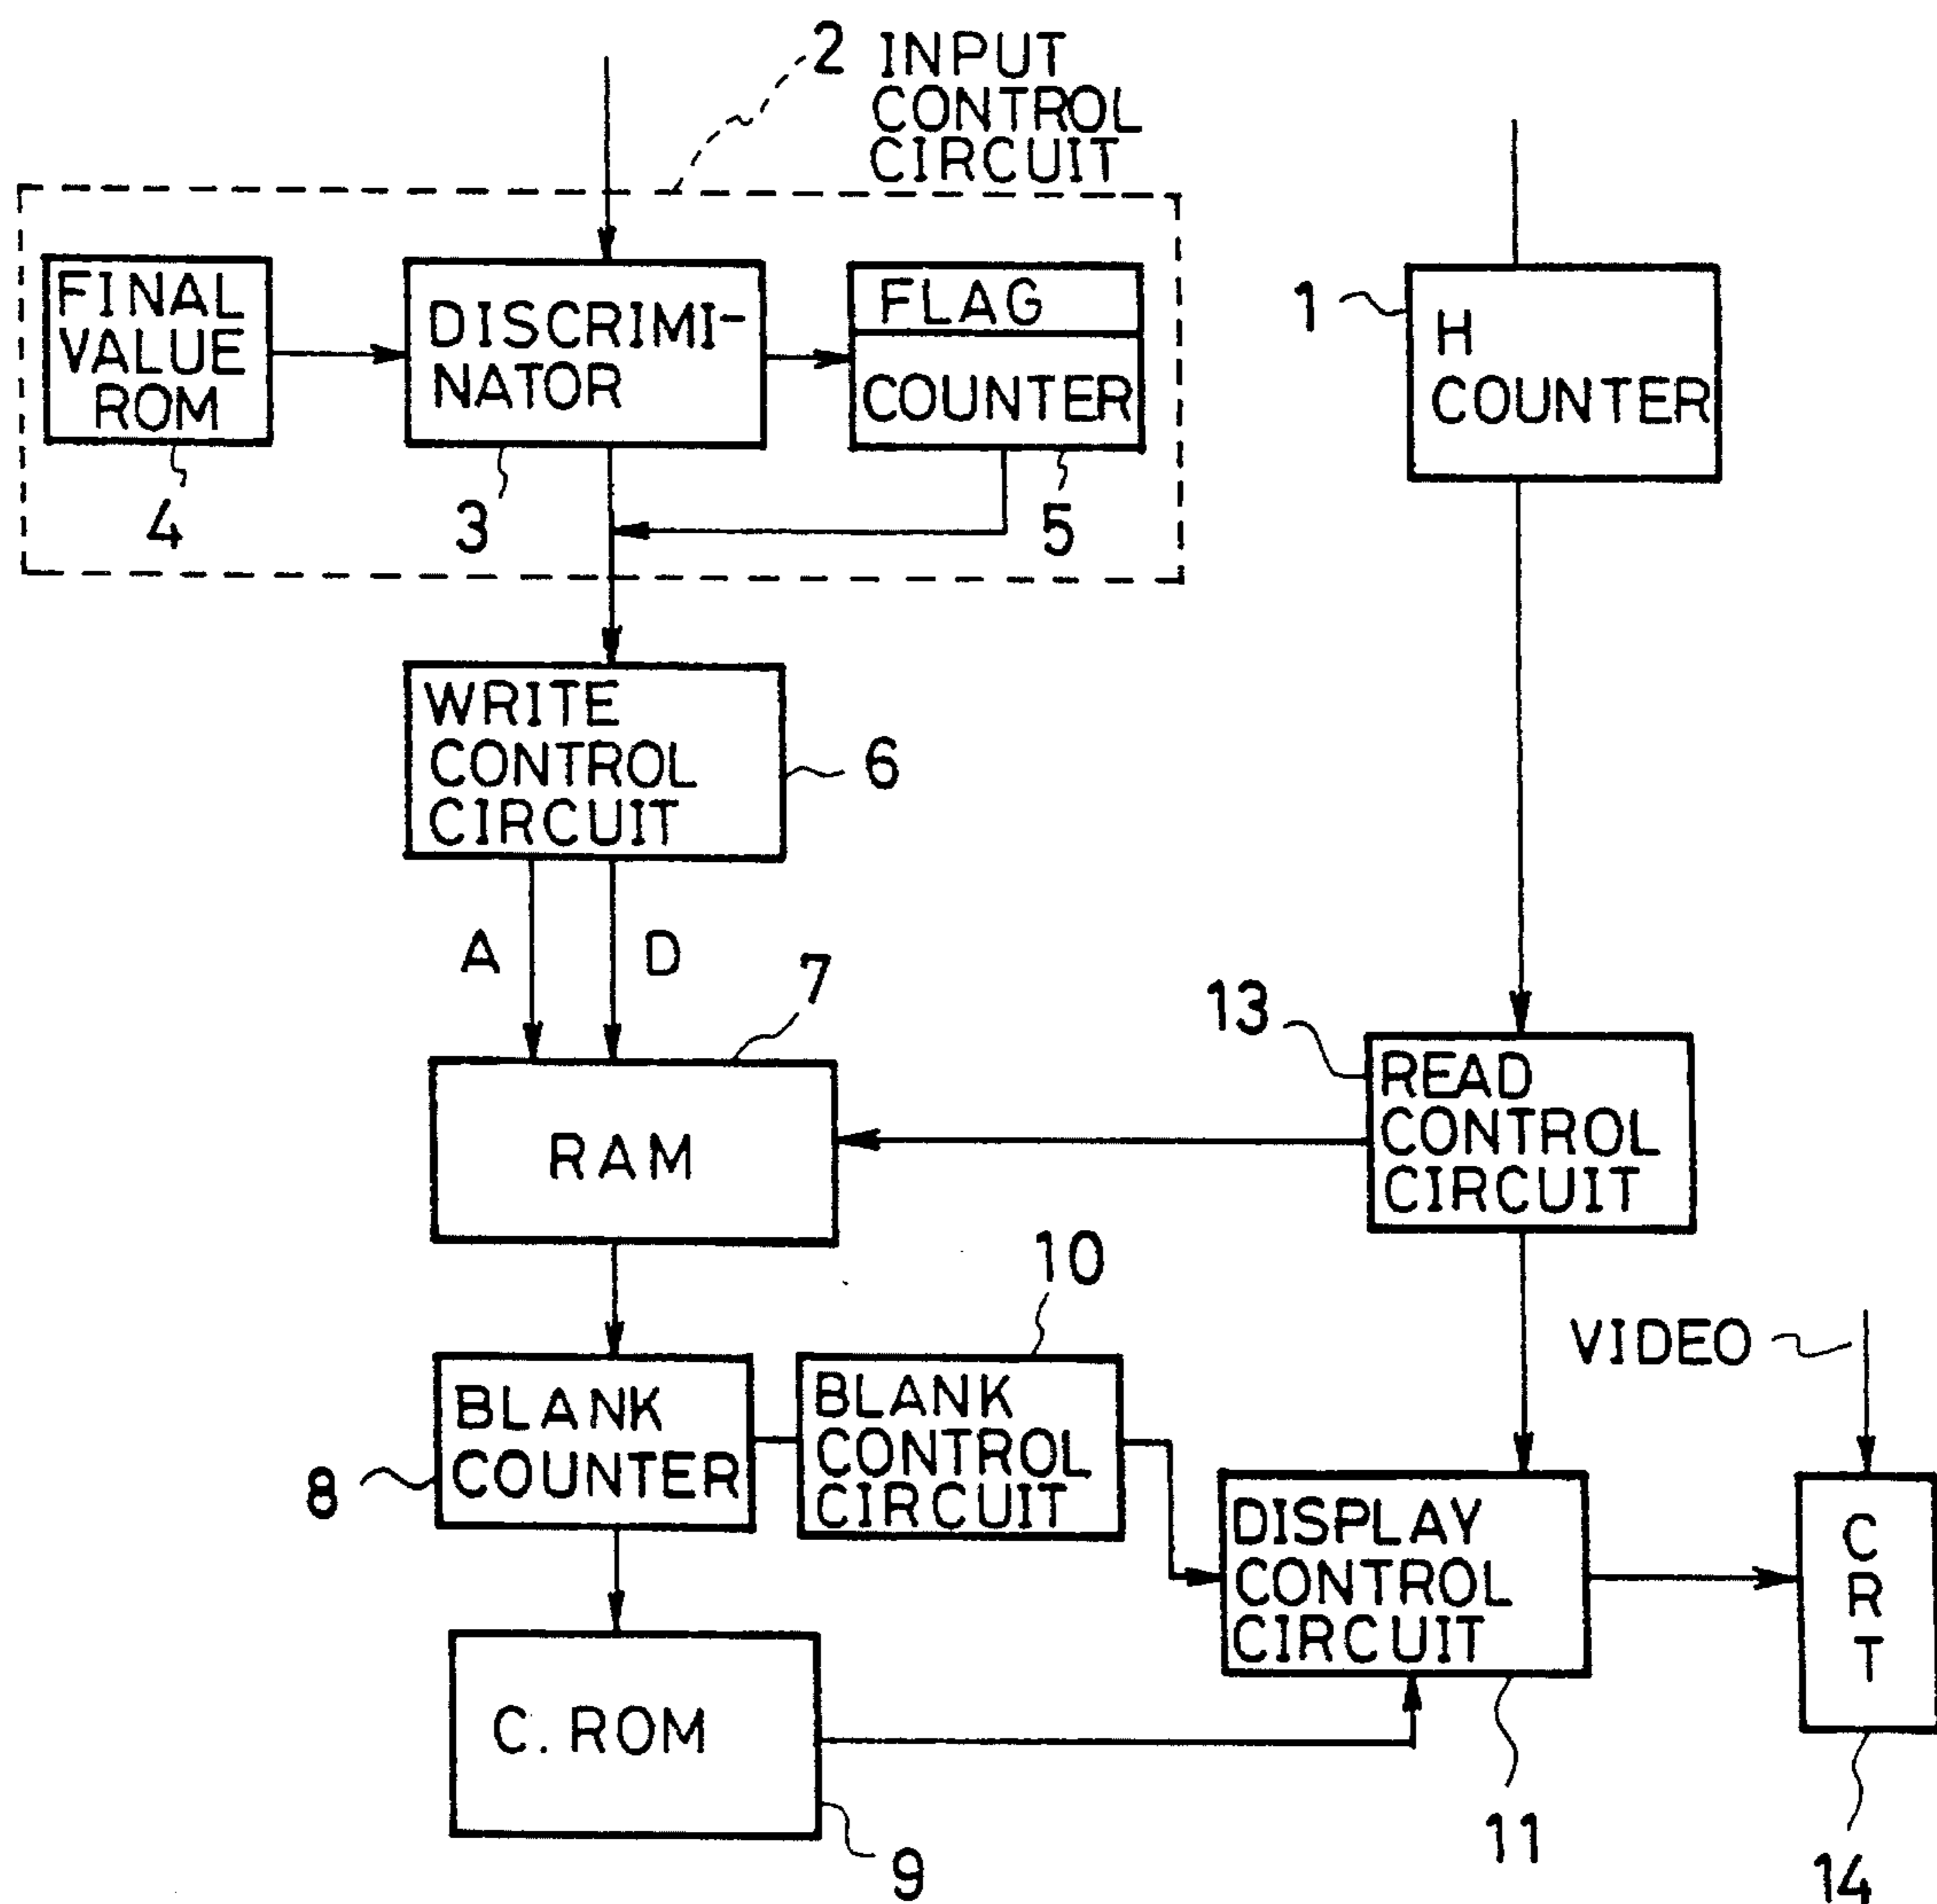 2 INPUT
CONTROL
CIRCUIT
FINAL
VALUE
ROM
4
DISCRIMI-
NATOR
3
FLAG
COUNTER
5
1
H
COUNTER
WRITE
CONTROL
CIRCUIT
6
A
D
7
RAM
13
READ
CONTROL
CIRCUIT
10
BLANK
COUNTER
8
BLANK
CONTROL
CIRCUIT
VIDEO
DISPLAY
CONTROL
CIRCUIT
11
C
R
T
14
C. ROM
9